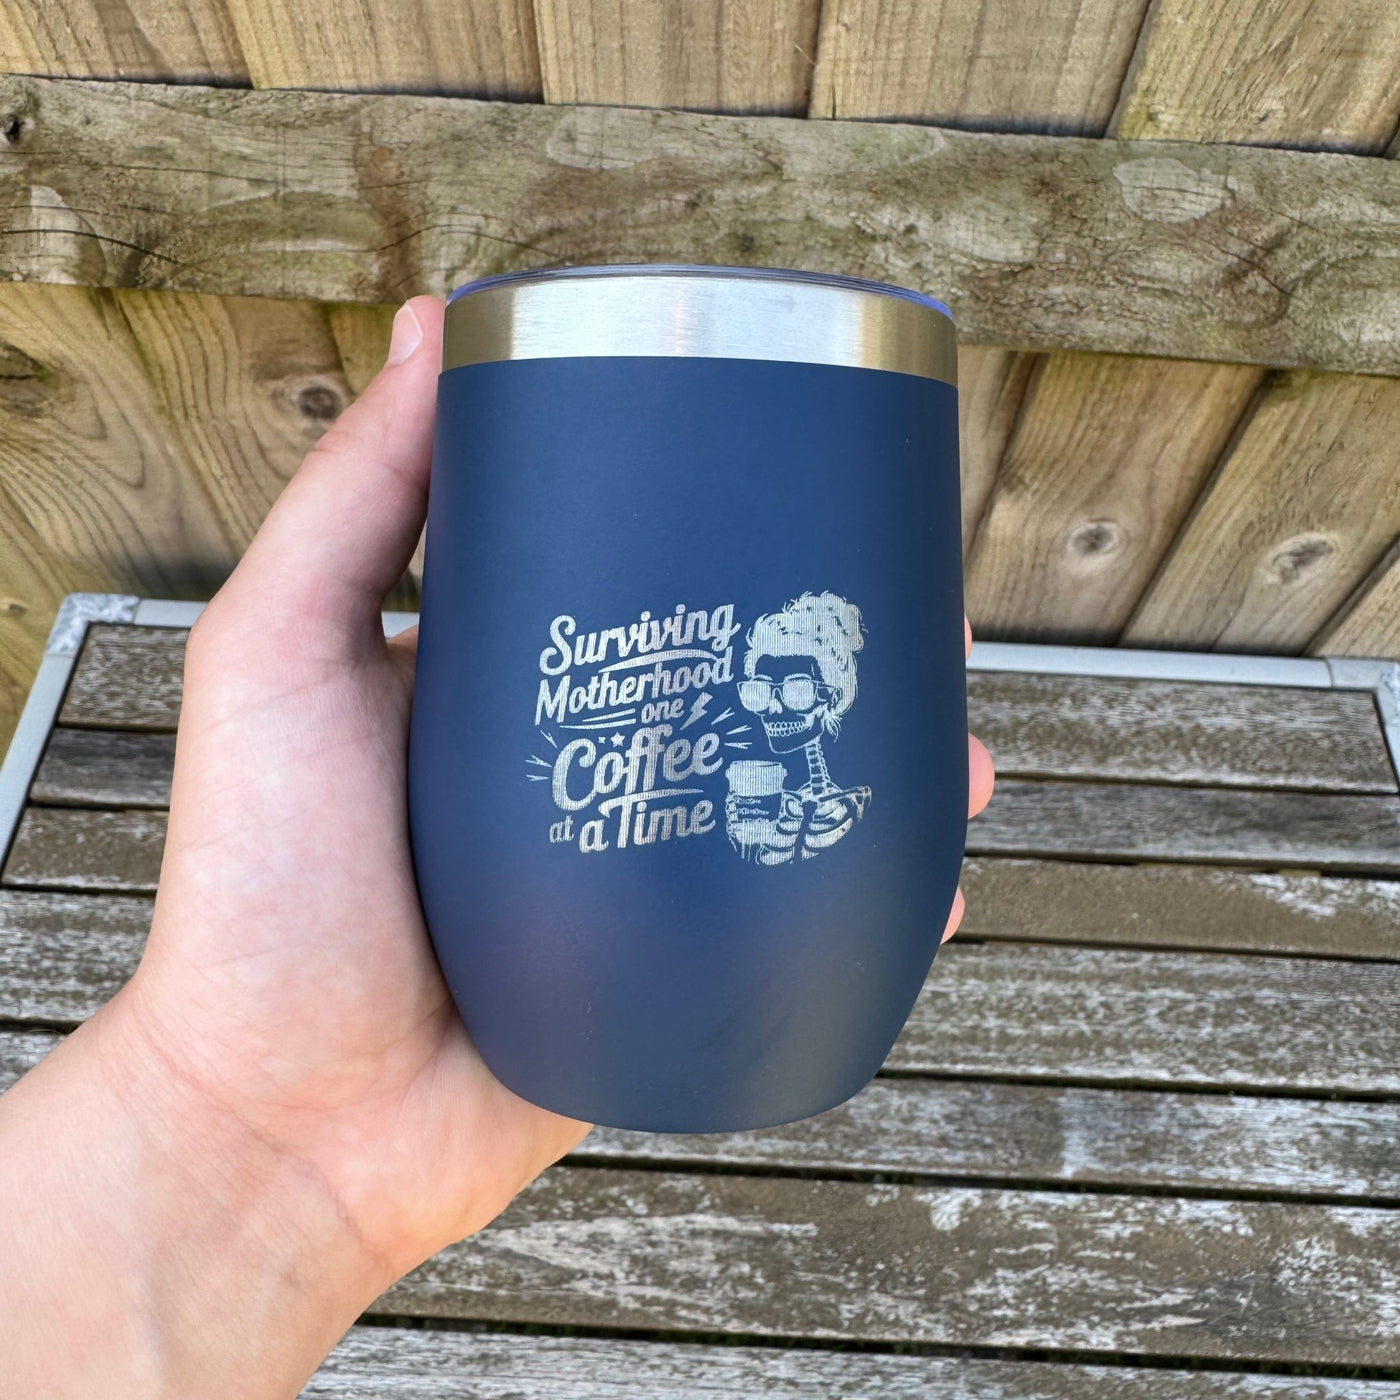 Surviving
Motherhood
one
Coffee
at a Time